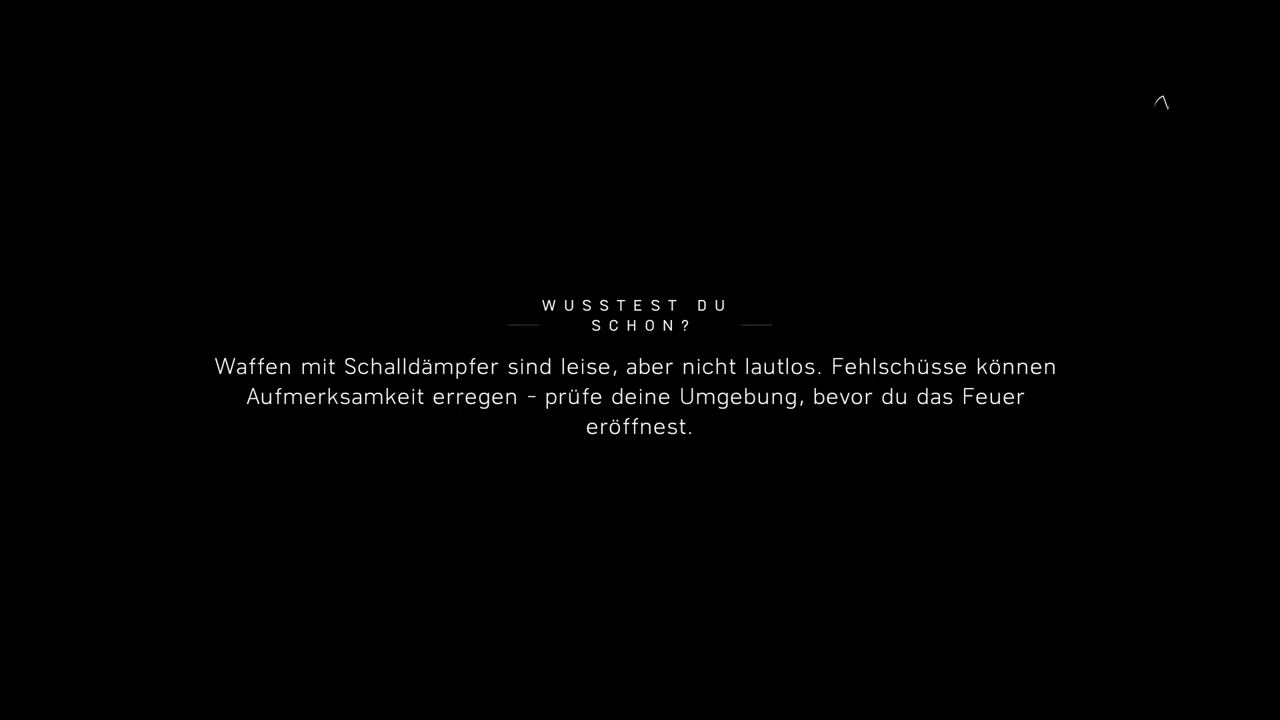 WUSSTEST DU
SCHON?
Waffen mit Schalldämpfer sind leise, aber nicht lautlos. Fehlschüsse können
Aufmerksamkeit erregen - prüfe deine Umgebung, bevor du das Feuer
eröffnest.